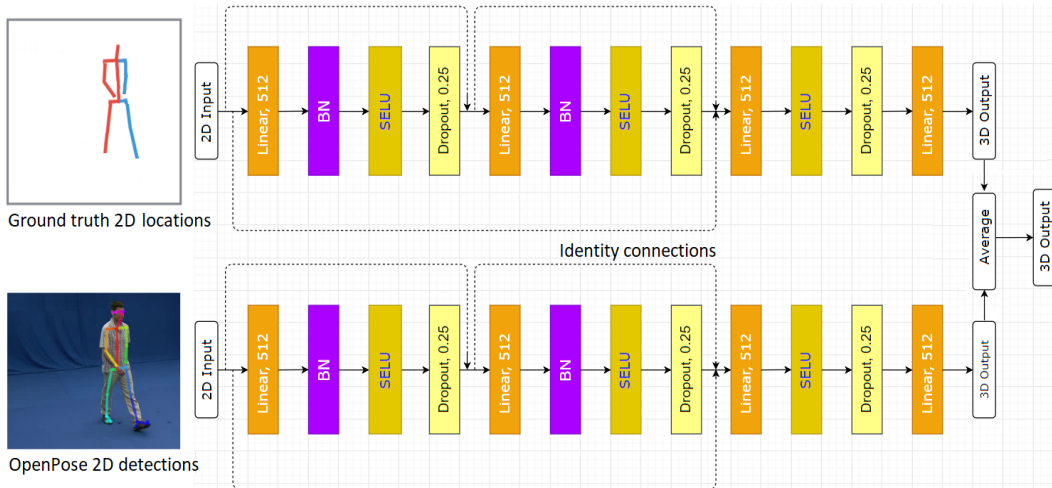 2D Input
Linear, 512
BN
SELU
Dropout, 0.25
Linear, 512
BN
SELU
Dropout, 0.25
Linear, 512
SELU
Dropout, 0.25
Linear, 512
3D Output
Ground truth 2D locations
Average
3D Output
Identity connections
2D Input
Linear, 512
BN
SELU
Dropout, 0.25
Linear, 512
BN
SELU
Dropout, 0.25
Linear, 512
SELU
Dropout, 0.25
Linear, 512
3D Output
OpenPose 2D detections